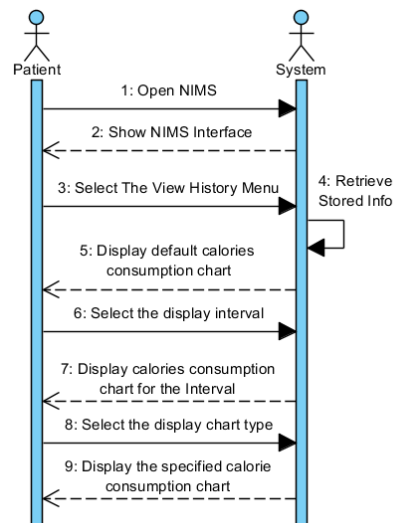 Patient
System
1: Open NIMS
2: Show NIMS Interface
3: Select The View History Menu
4: Retrieve
Stored Info
5: Display default calories
consumption chart
6: Select the display interval
7: Display calories consumption
chart for the Interval
8: Select the display chart type
9: Display the specified calorie
consumption chart